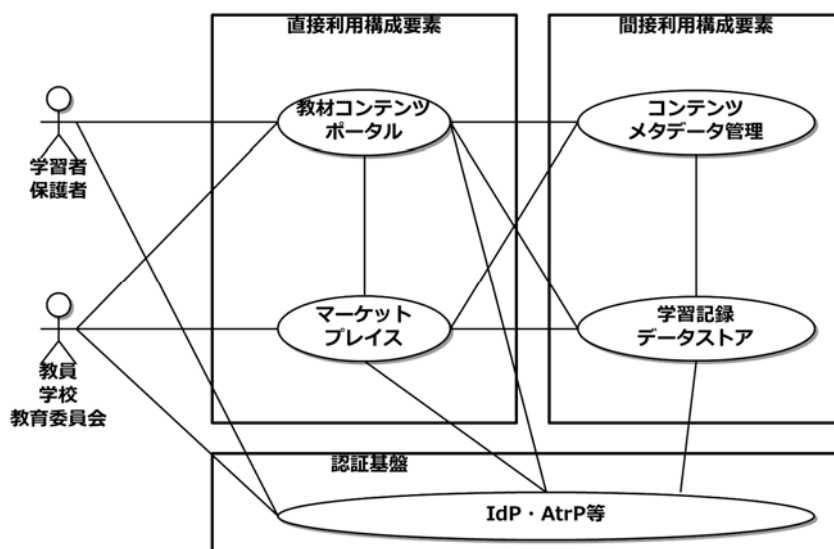 直接利用構成要素
間接利用構成要素
教材コンテンツ
ポータル
コンテンツ
メタデータ管理
学習者
保護者
マーケット
プレイス
学習記録
データストア
教員
学校
教育委員会
認証基盤
IdP・AtrP等